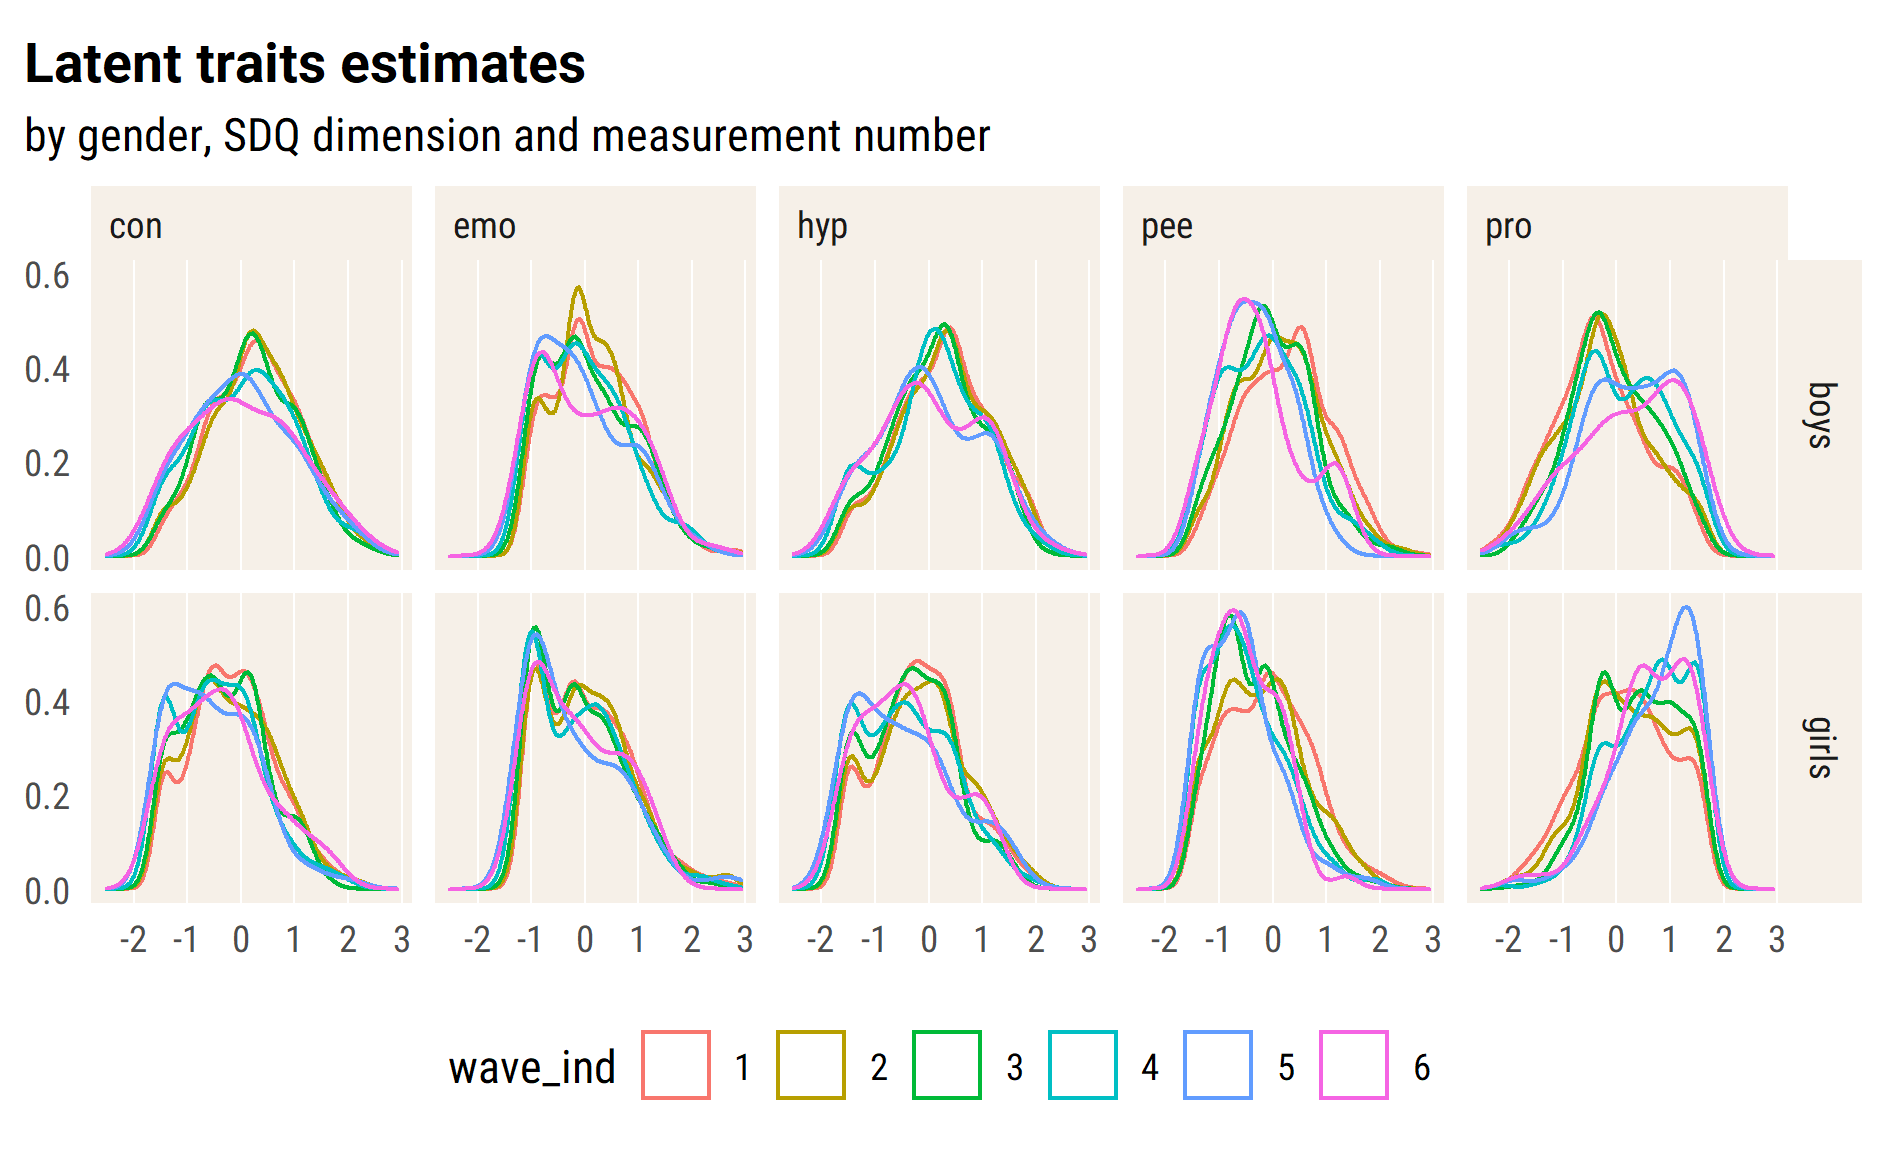 Latent traits estimates
by gender, SDQ dimension and measurement number
con emo hyp pee pro
0.6
0.4
0.2
0.0
boys
0.6
0.4
0.2
0.0
girls
-2 -1 0 1 2 3 -2 -1 0 1 2 3 -2 -1 0 1 2 3 -2 -1 0 1 2 3 -2 -1 0 1 2 3
wave_ind 1 2 3 4 5 6